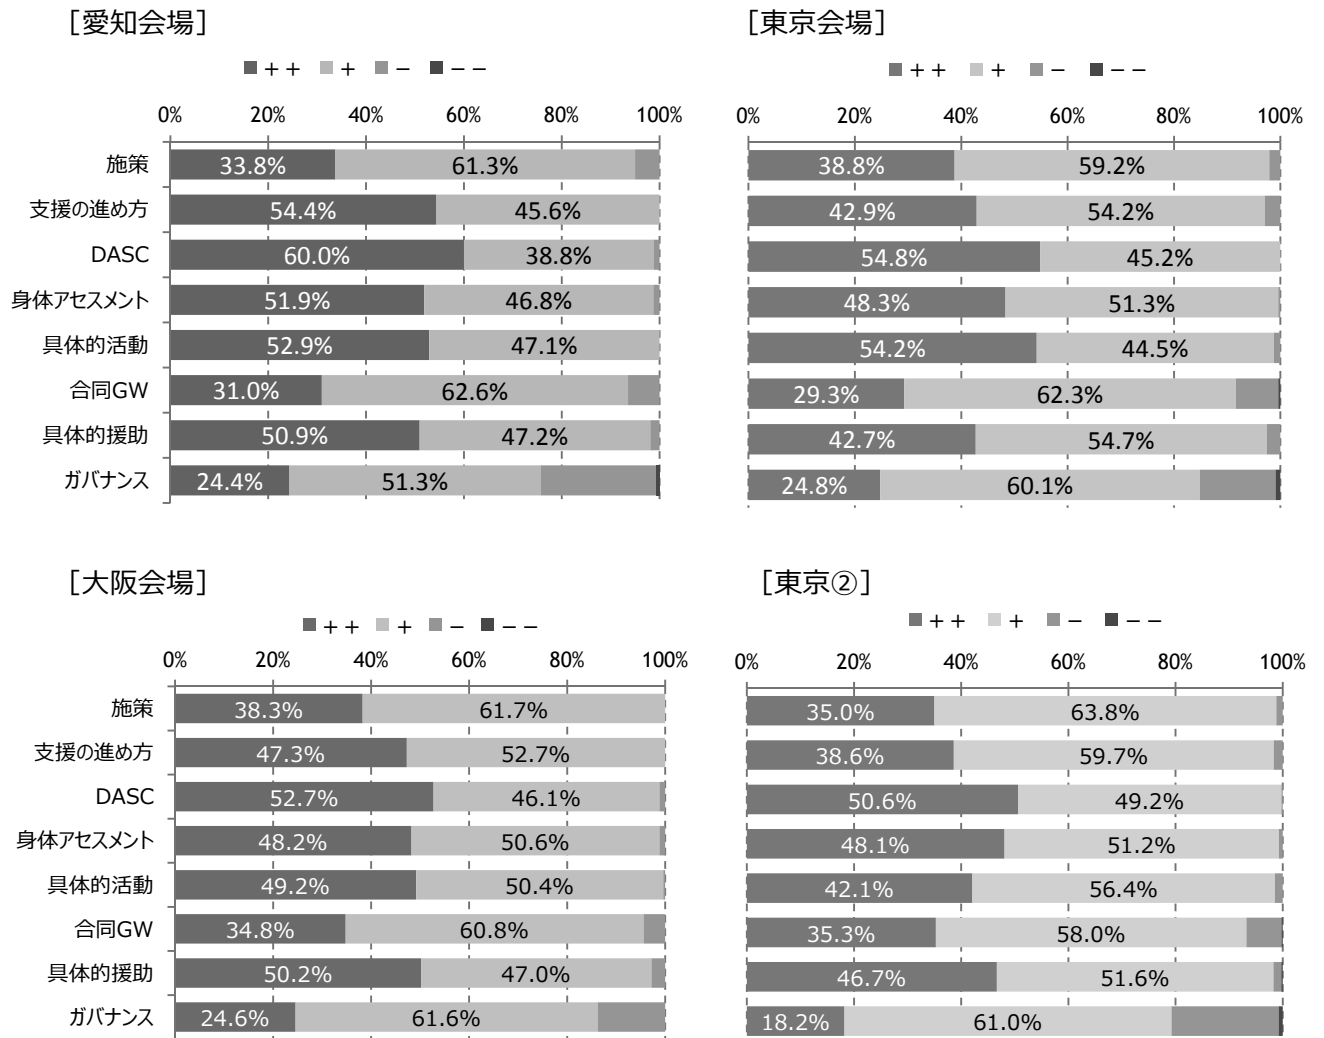 ［愛知会場］
++ + − −−
0% 20% 40% 60% 80% 100%
施策 33.8% 61.3%
支援の進め方 54.4% 45.6%
DASC 60.0% 38.8%
身体アセスメント 51.9% 46.8%
具体的活動 52.9% 47.1%
合同GW 31.0% 62.6%
具体的援助 50.9% 47.2%
ガバナンス 24.4% 51.3%
［東京会場］
++ + − −−
0% 20% 40% 60% 80% 100%
38.8% 59.2%
42.9% 54.2%
54.8% 45.2%
48.3% 51.3%
54.2% 44.5%
29.3% 62.3%
42.7% 54.7%
24.8% 60.1%
［大阪会場］
++ + − −−
0% 20% 40% 60% 80% 100%
施策 38.3% 61.7%
支援の進め方 47.3% 52.7%
DASC 52.7% 46.1%
身体アセスメント 48.2% 50.6%
具体的活動 49.2% 50.4%
合同GW 34.8% 60.8%
具体的援助 50.2% 47.0%
ガバナンス 24.6% 61.6%
［東京②］
++ + − −−
0% 20% 40% 60% 80% 100%
35.0% 63.8%
38.6% 59.7%
50.6% 49.2%
48.1% 51.2%
42.1% 56.4%
35.3% 58.0%
46.7% 51.6%
18.2% 61.0%